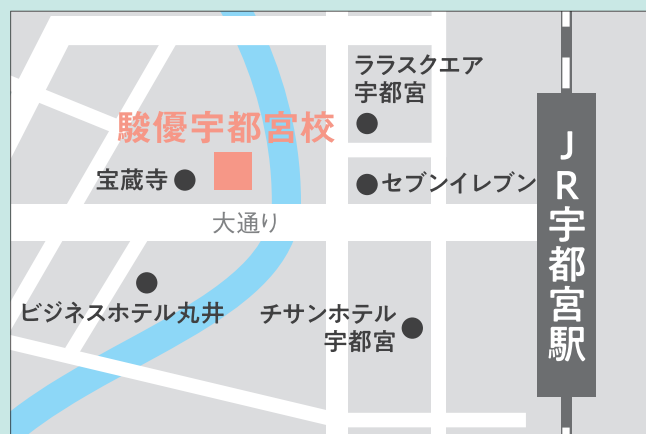 ララスクエア
宇都宮
駿優宇都宮校
宝蔵寺
セブンイレブン
JR宇都宮駅
大通り
ビジネスホテル丸井
チサンホテル
宇都宮